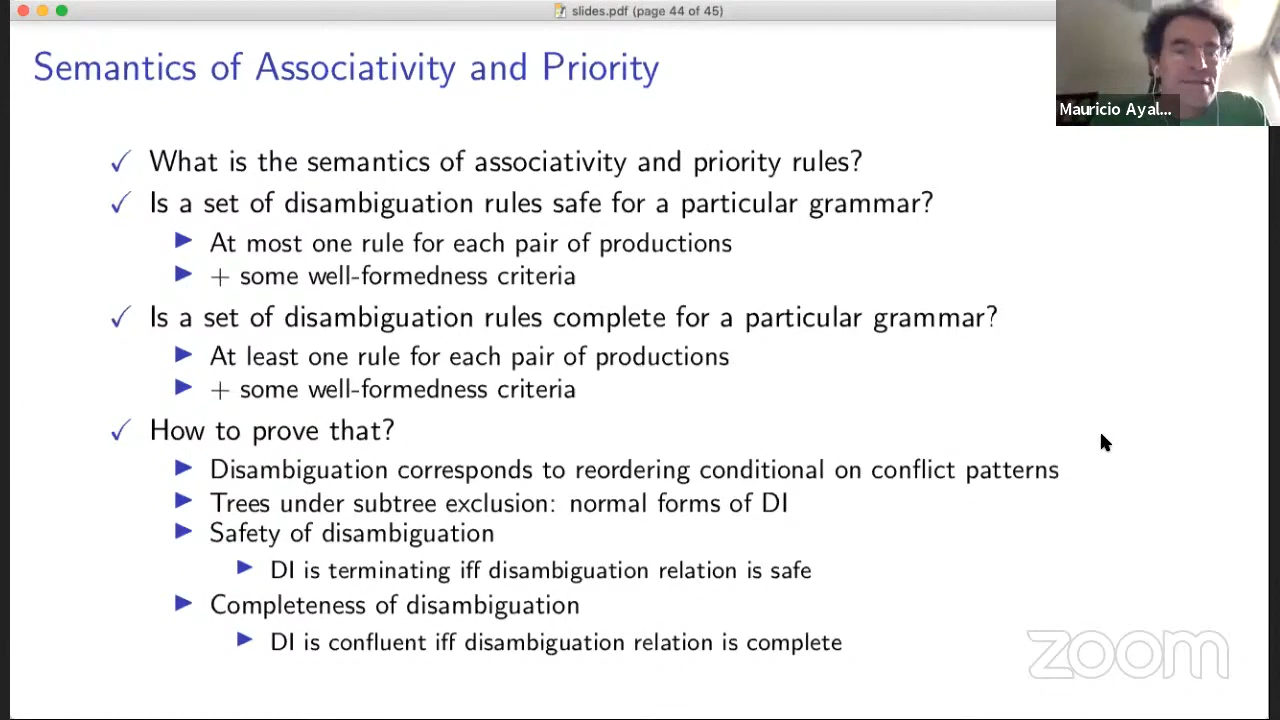 slides.pdf (page 44 of 45)
Semantics of Associativity and Priority
Mauricio Ayal...
✓ What is the semantics of associativity and priority rules?
✓ Is a set of disambiguation rules safe for a particular grammar?
▶ At most one rule for each pair of productions
▶ + some well-formedness criteria
✓ Is a set of disambiguation rules complete for a particular grammar?
▶ At least one rule for each pair of productions
▶ + some well-formedness criteria
✓ How to prove that?
▶ Disambiguation corresponds to reordering conditional on conflict patterns
▶ Trees under subtree exclusion: normal forms of DI
▶ Safety of disambiguation
▶ DI is terminating iff disambiguation relation is safe
▶ Completeness of disambiguation
▶ DI is confluent iff disambiguation relation is complete
zoom